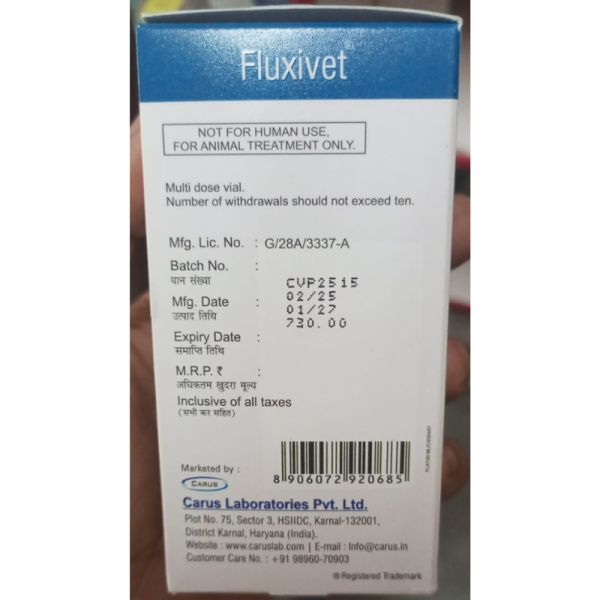 Fluxivet®
NOT FOR HUMAN USE,
FOR ANIMAL TREATMENT ONLY.
Multi dose vial.
Number of withdrawals should not exceed ten.
Mfg. Lic. No. : G/28A/3337-A
Batch No. :
घान संख्या
CVP2515
Mfg. Date :
उत्पाद तिथि
02/25
Expiry Date :
समाप्ति तिथि
01/27
M.R.P. ₹ :
अधिकतम खुदरा मूल्य
730.00
Inclusive of all taxes
(सभी कर सहित)
Marketed by :
CARUS
8 906072 920685
Carus Laboratories Pvt. Ltd.
Plot No. 75, Sector 3, HSIIDC, Karnal-132001,
District Karnal, Haryana (India).
Website : www.caruslab.com | E-mail : Info@carus.in
Customer Care No. : +91 98960-70903
® Registered Trademark